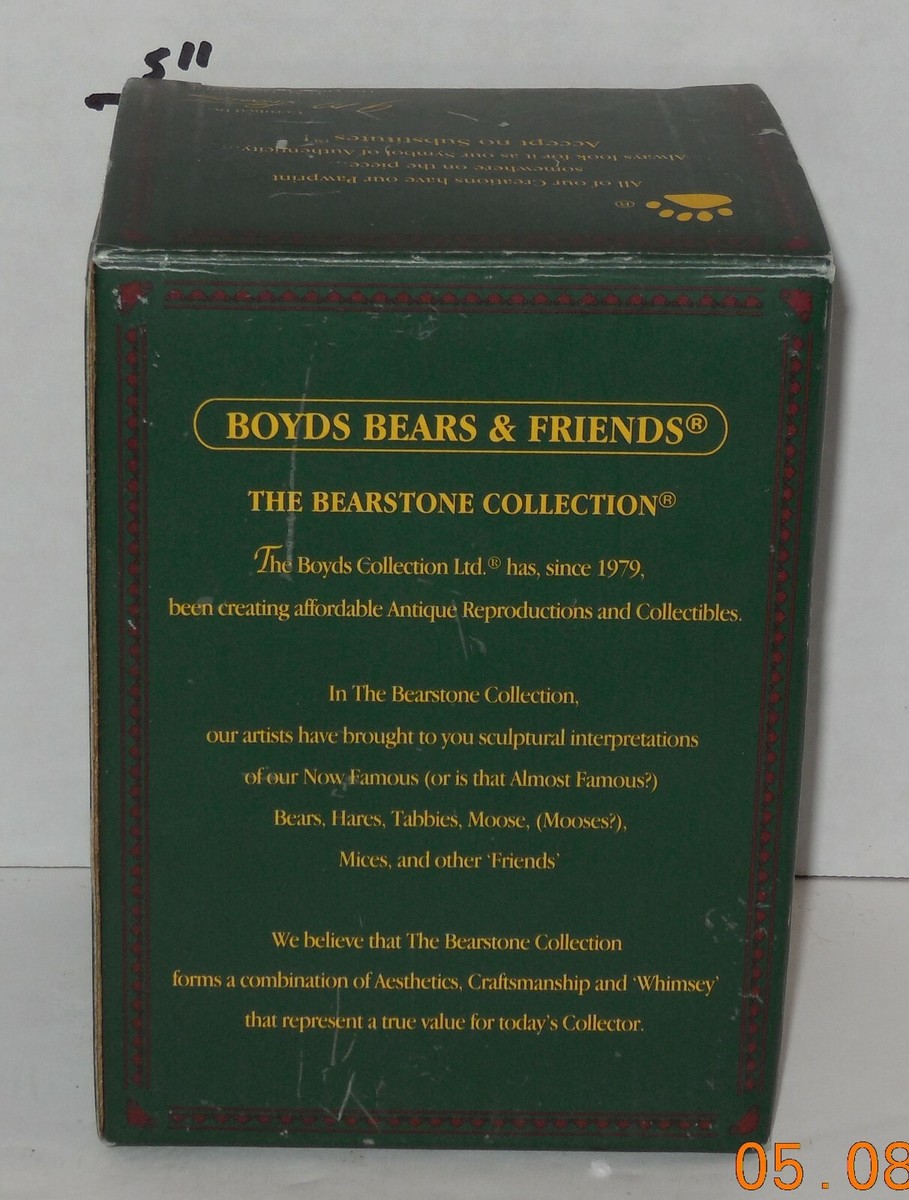 5"
All of our Creations have our Pawprint
somewhere on the piece...
Always look for it as our Symbol of Authenticity...
Accept no Substitutes™!
®
BOYDS BEARS & FRIENDS®
THE BEARSTONE COLLECTION®
The Boyds Collection Ltd.® has, since 1979,
been creating affordable Antique Reproductions and Collectibles.
In The Bearstone Collection,
our artists have brought to you sculptural interpretations
of our Now Famous (or is that Almost Famous?)
Bears, Hares, Tabbies, Moose, (Mooses?),
Mices, and other 'Friends'
We believe that The Bearstone Collection
forms a combination of Aesthetics, Craftsmanship and 'Whimsey'
that represent a true value for today's Collector.
05.08